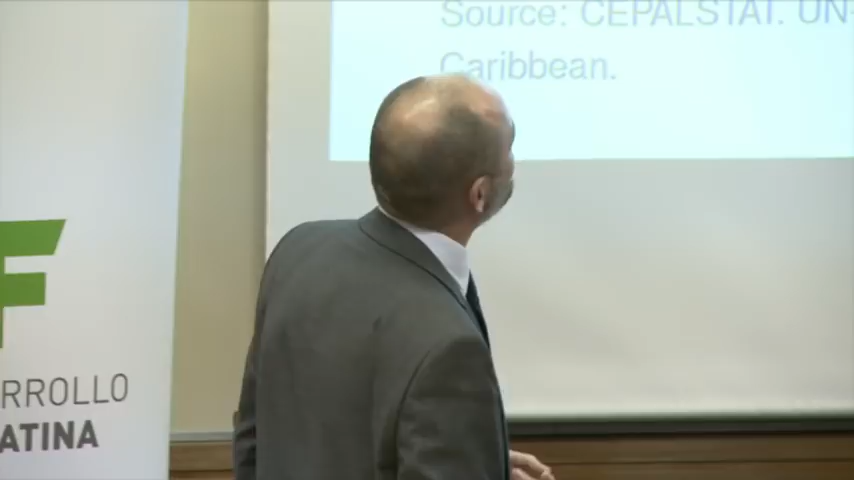 Source: CEPALSTAT. UN-
Caribbean.
F
RROLLO
ATINA